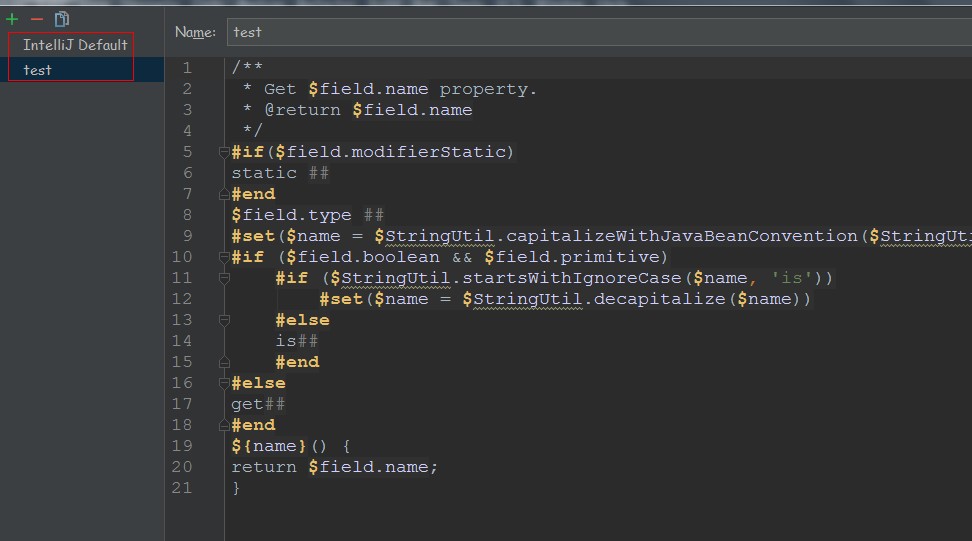 IntelliJ Default
test
Name: test
1 /**
2  * Get $field.name property.
3  * @return $field.name
4  */
5 #if($field.modifierStatic)
6 static ##
7 #end
8 $field.type ##
9 #set($name = $StringUtil.capitalizeWithJavaBeanConvention($StringUti
10 #if ($field.boolean && $field.primitive)
11     #if ($StringUtil.startsWithIgnoreCase($name, 'is'))
12         #set($name = $StringUtil.decapitalize($name))
13     #else
14     is##
15     #end
16 #else
17 get##
18 #end
19 ${name}() {
20 return $field.name;
21 }